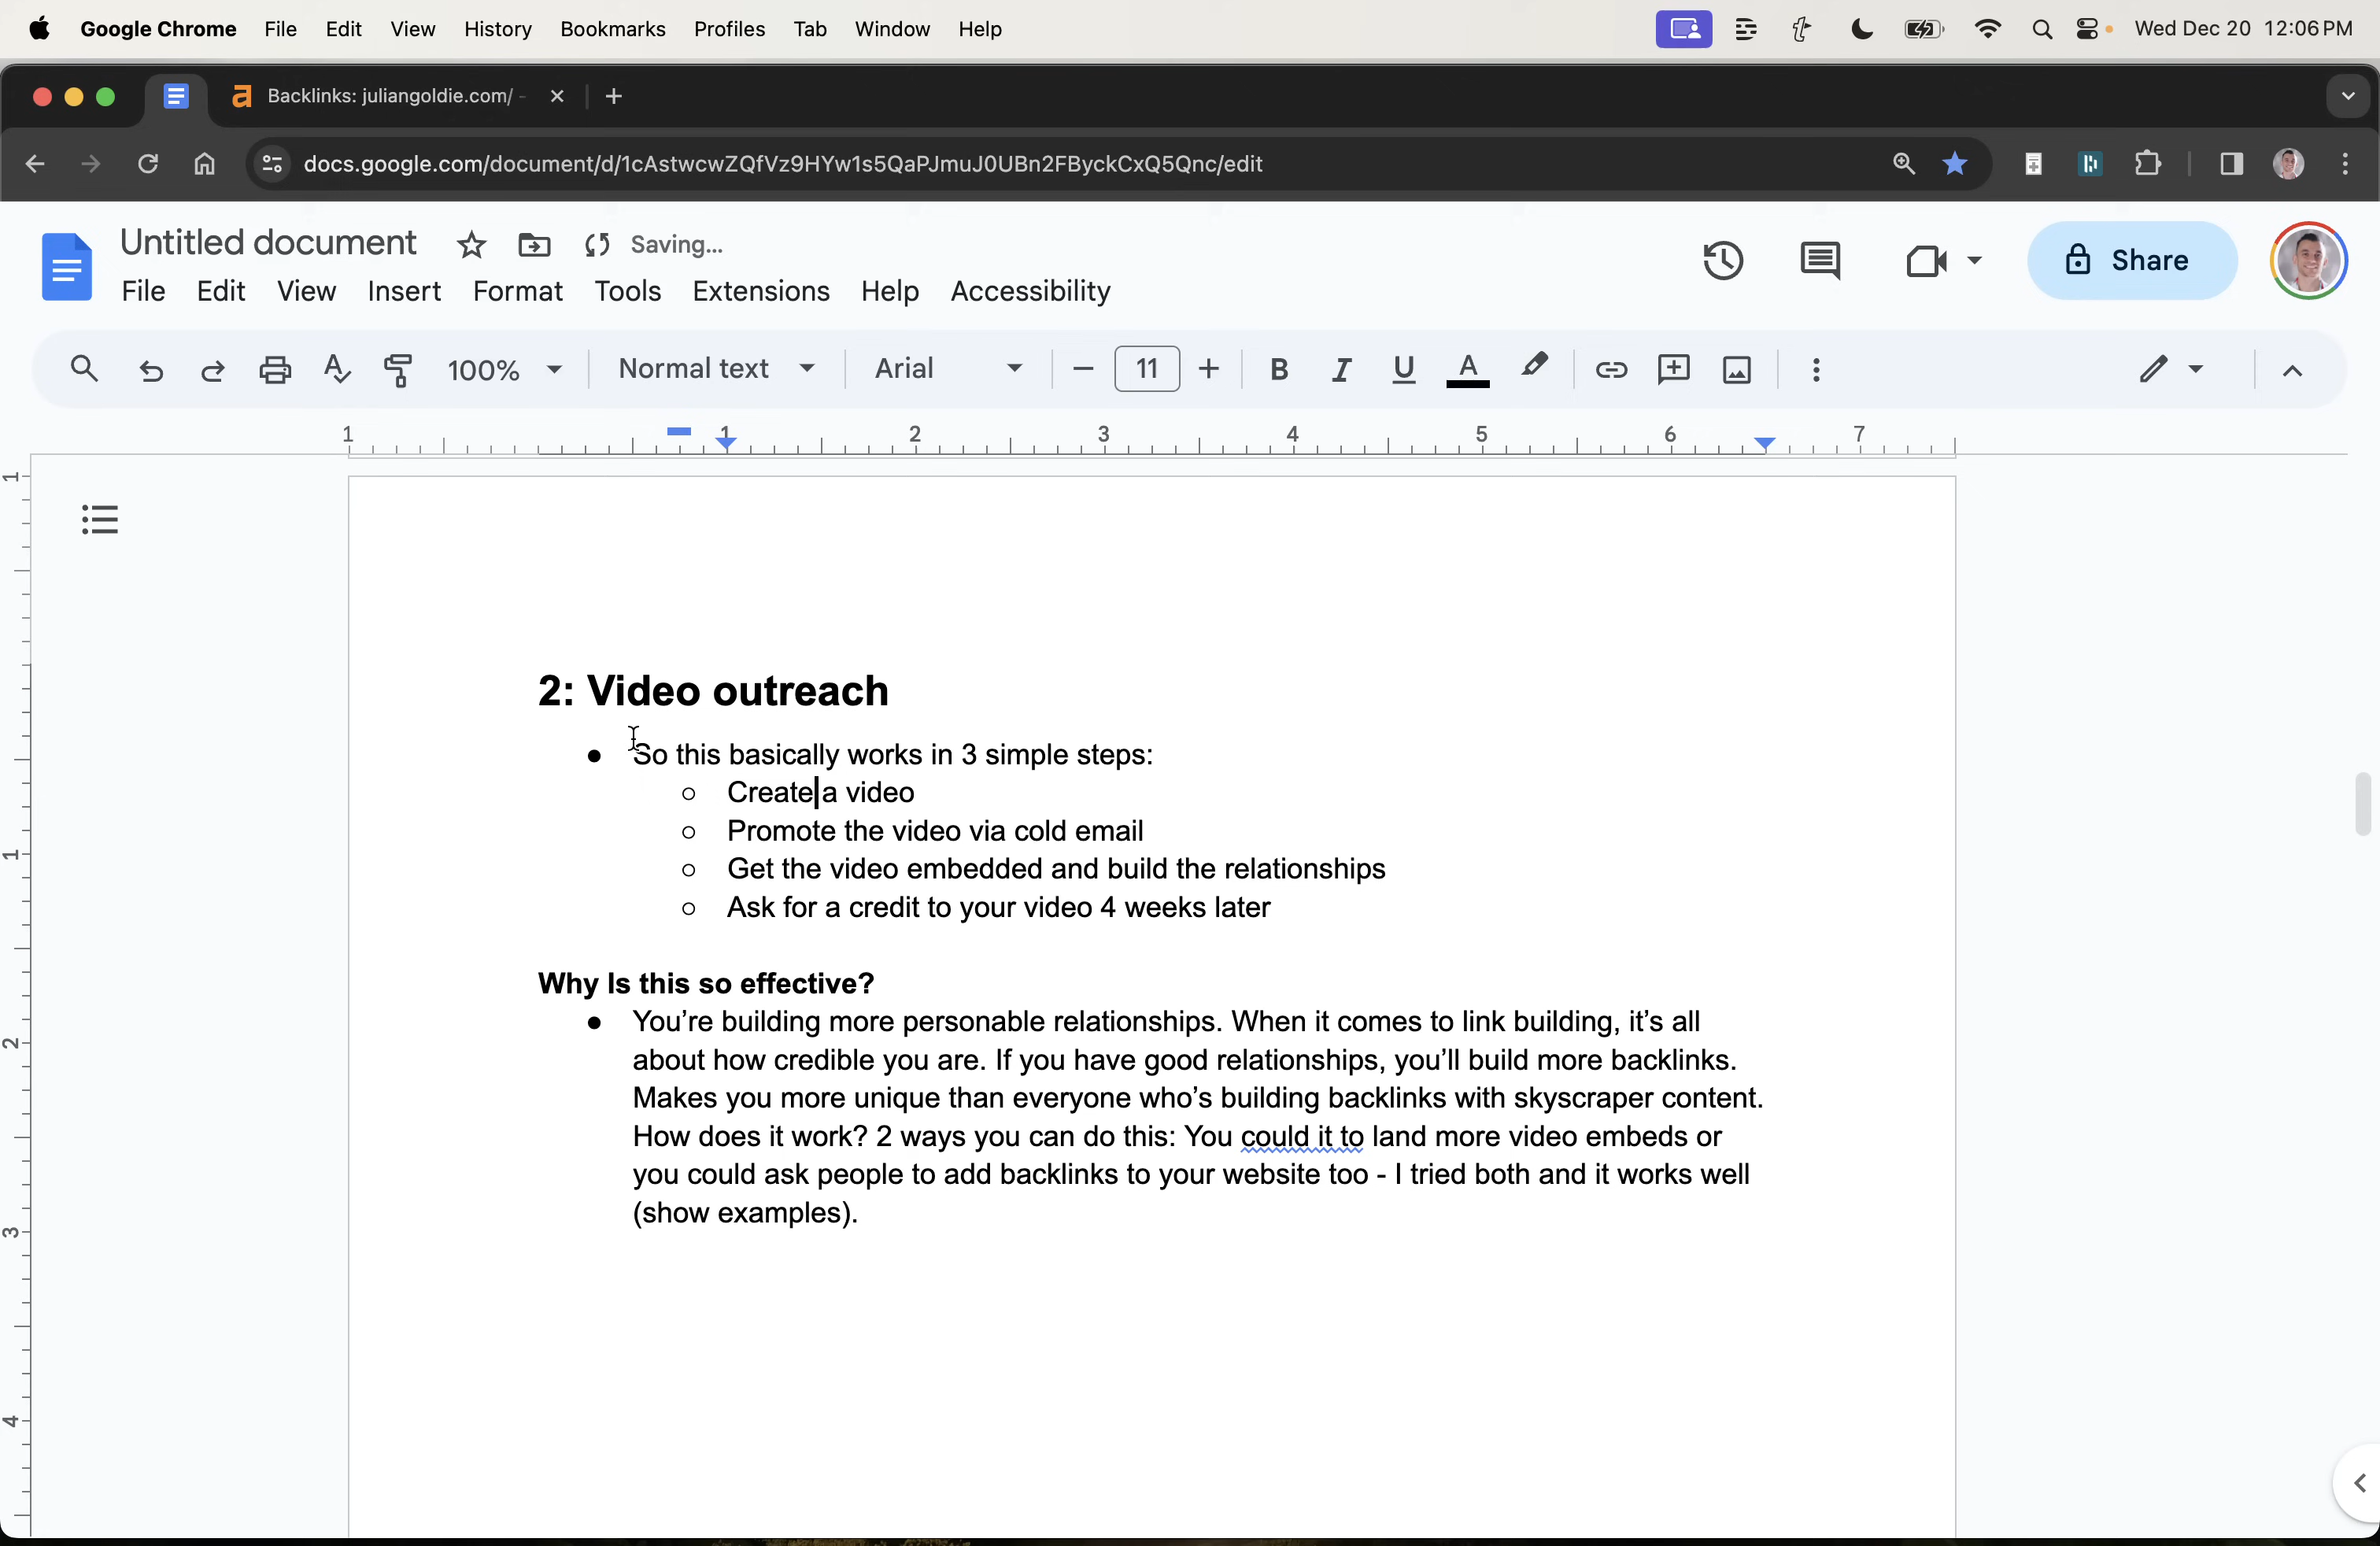 Google Chrome File Edit View History Bookmarks Profiles Tab Window Help Wed Dec 20 12:06 PM
Backlinks: juliangoldie.com/ -
docs.google.com/document/d/1cAstwcwZQfVz9HYw1s5QaPJmuJ0UBn2FByckCxQ5Qnc/edit
Untitled document Saving...
File Edit View Insert Format Tools Extensions Help Accessibility
Share
100% Normal text Arial 11
1 1 2 3 4 5 6 7
1
1
2
3
4
2: Video outreach
● So this basically works in 3 simple steps:
○ Create a video
○ Promote the video via cold email
○ Get the video embedded and build the relationships
○ Ask for a credit to your video 4 weeks later
Why Is this so effective?
● You’re building more personable relationships. When it comes to link building, it’s all
about how credible you are. If you have good relationships, you’ll build more backlinks.
Makes you more unique than everyone who’s building backlinks with skyscraper content.
How does it work? 2 ways you can do this: You could it to land more video embeds or
you could ask people to add backlinks to your website too - I tried both and it works well
(show examples).